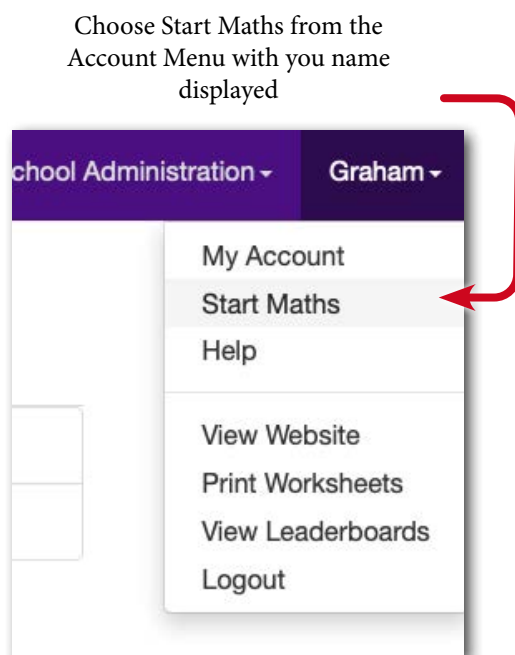 Choose Start Maths from the
Account Menu with you name
displayed
chool Administration Graham
My Account
Start Maths
Help
View Website
Print Worksheets
View Leaderboards
Logout